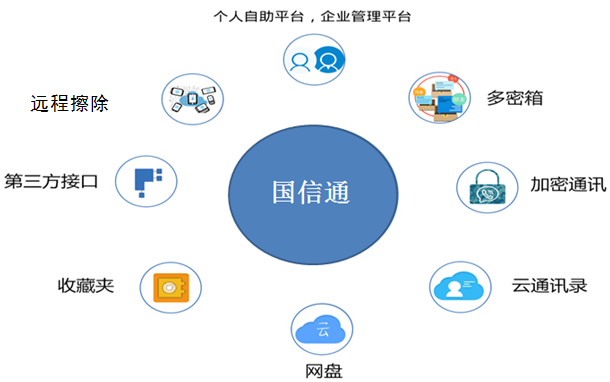 个人自助平台，企业管理平台
远程擦除
多密箱
第三方接口
国信通
加密通讯
收藏夹
云通讯录
云
网盘